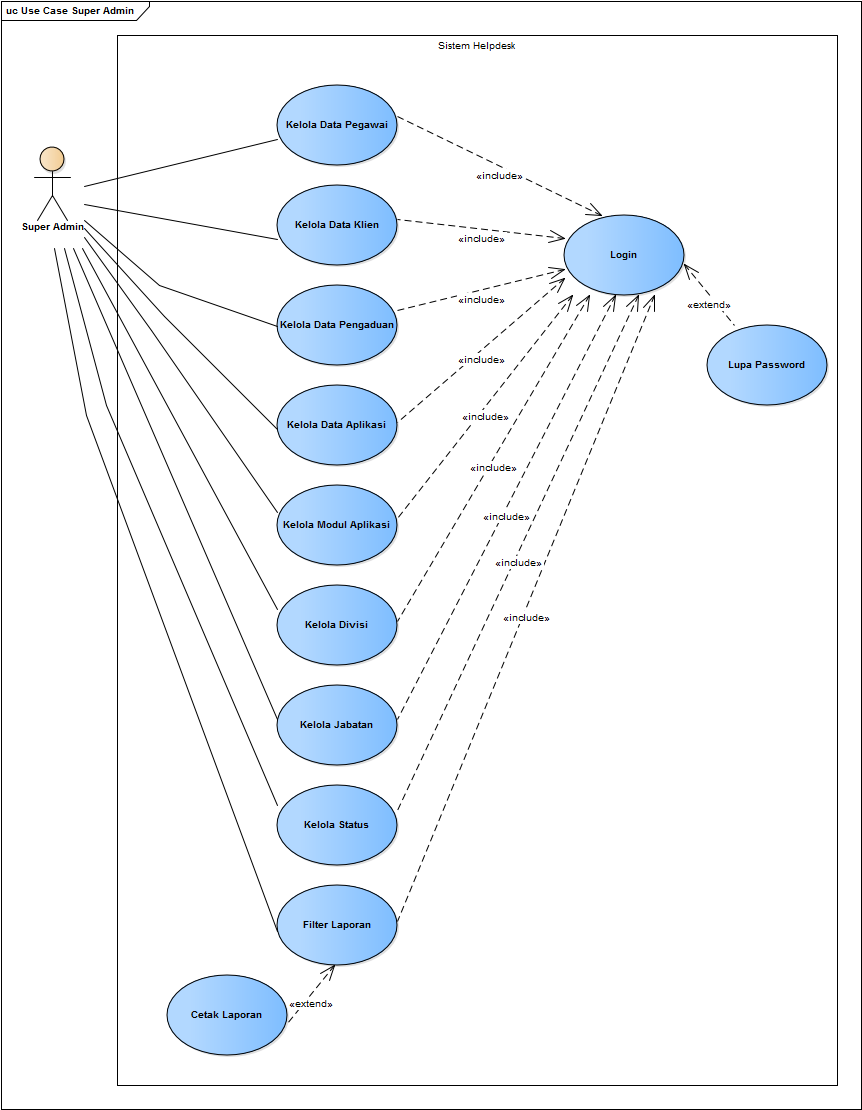 uc Use Case Super Admin
Sistem Helpdesk
Kelola Data Pegawai
«include»
Super Admin
Kelola Data Klien
«include»
Login
«include»
«extend»
Kelola Data Pengaduan
«include»
Lupa Password
Kelola Data Aplikasi
«include»
«include»
Kelola Modul Aplikasi
«include»
«include»
Kelola Divisi
«include»
Kelola Jabatan
Kelola Status
Filter Laporan
«extend»
Cetak Laporan